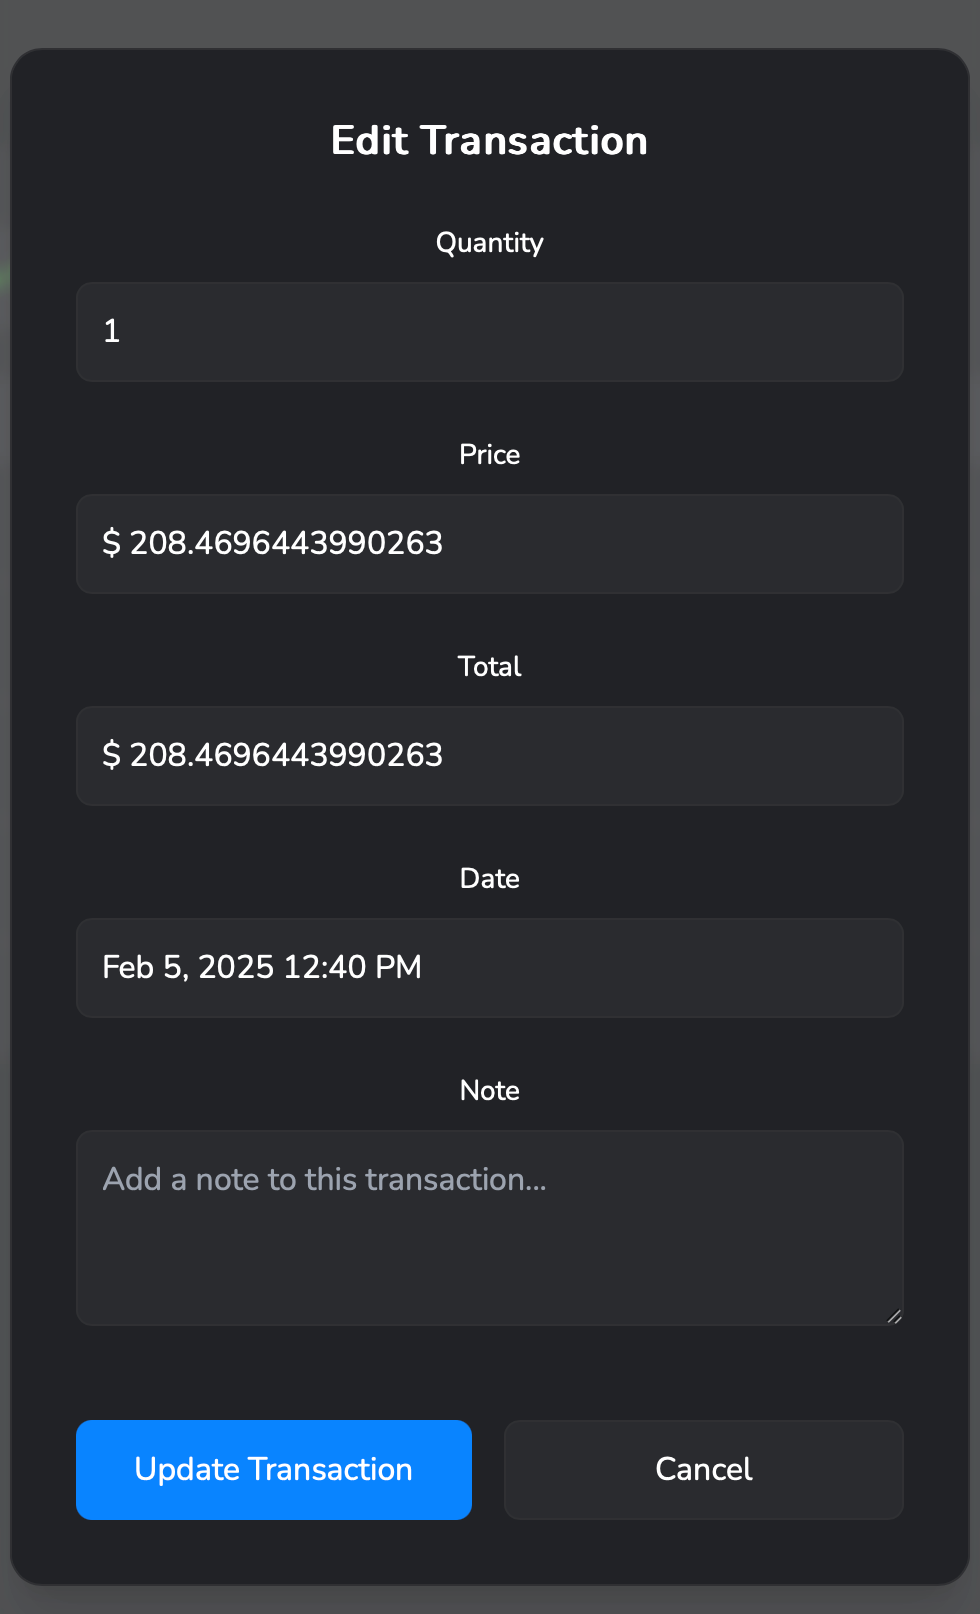 Edit Transaction
Quantity
1
Price
$ 208.4696443990263
Total
$ 208.4696443990263
Date
Feb 5, 2025 12:40 PM
Note
Add a note to this transaction...
Update Transaction
Cancel